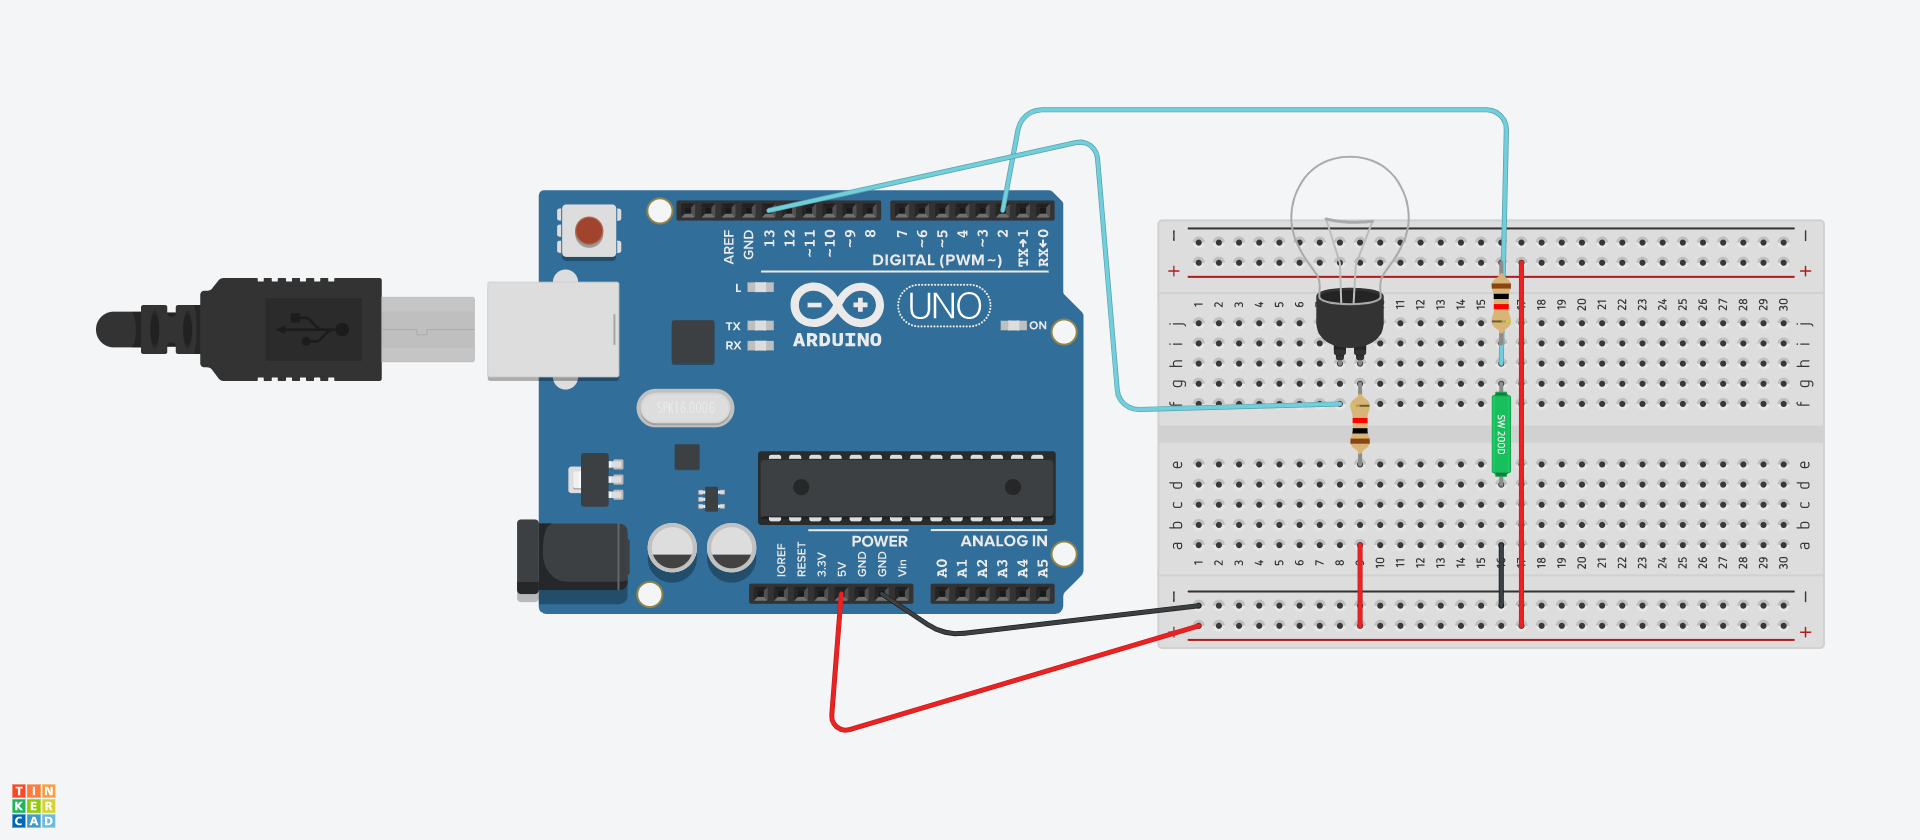 AREF
GND
13
12
~11
~10
~9
8
7
~6
~5
4
~3
2
TX→1
RX←0
DIGITAL (PWM~)
L
TX
RX
UNO
ON
ARDUINO
SPK16.000G
POWER
ANALOG IN
IOREF
RESET
3.3V
5V
GND
GND
Vin
A0
A1
A2
A3
A4
A5
− −
+ +
1 2 3 4 5 6 11 12 13 14 15 18 19 20 21 22 23 24 25 26 27 28 29 30
j j
i i
h h
g g
f f
SW 200D
e e
d d
c c
b b
a a
1 2 3 4 5 6 7 8 10 11 12 13 14 15 18 19 20 21 22 23 24 25 26 27 28 29 30
− −
+ +
TIN
KER
CAD